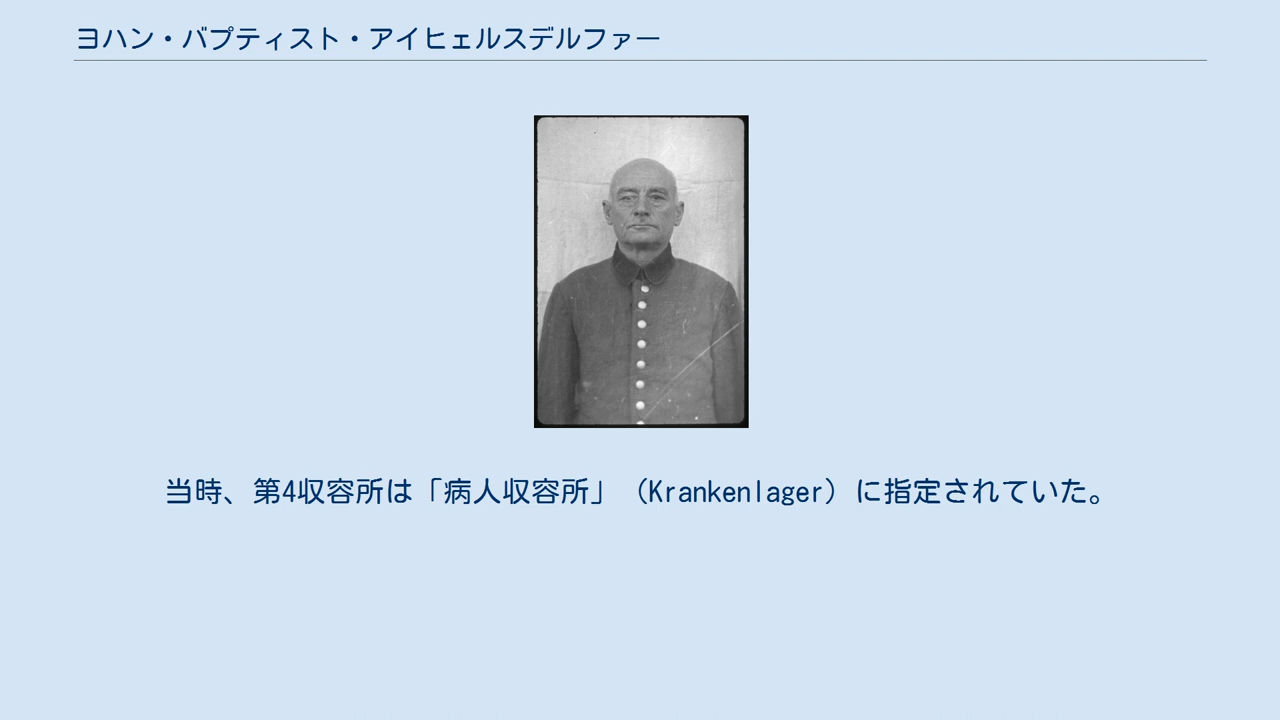 ヨハン・バプティスト・アイヒェルスデルファー
当時、第4収容所は「病人収容所」（Krankenlager）に指定されていた。